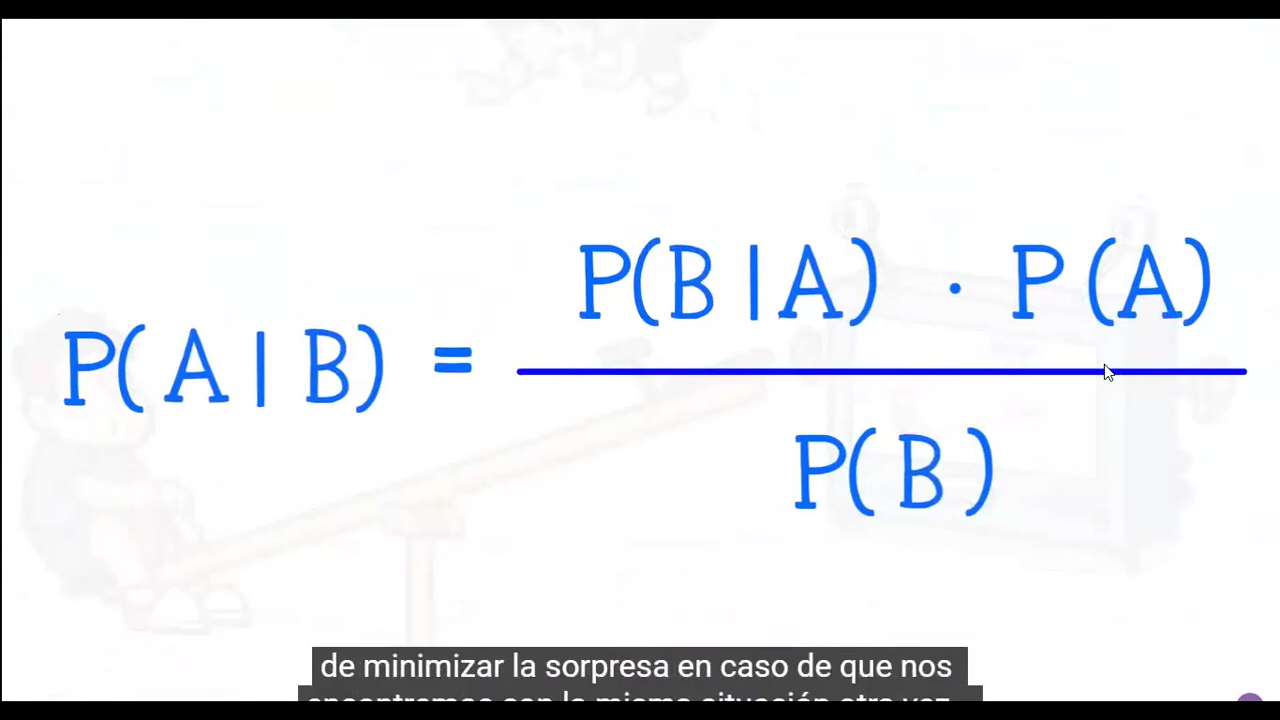 P(B|A) · P(A)
P(A|B) =
P(B)
de minimizar la sorpresa en caso de que nos